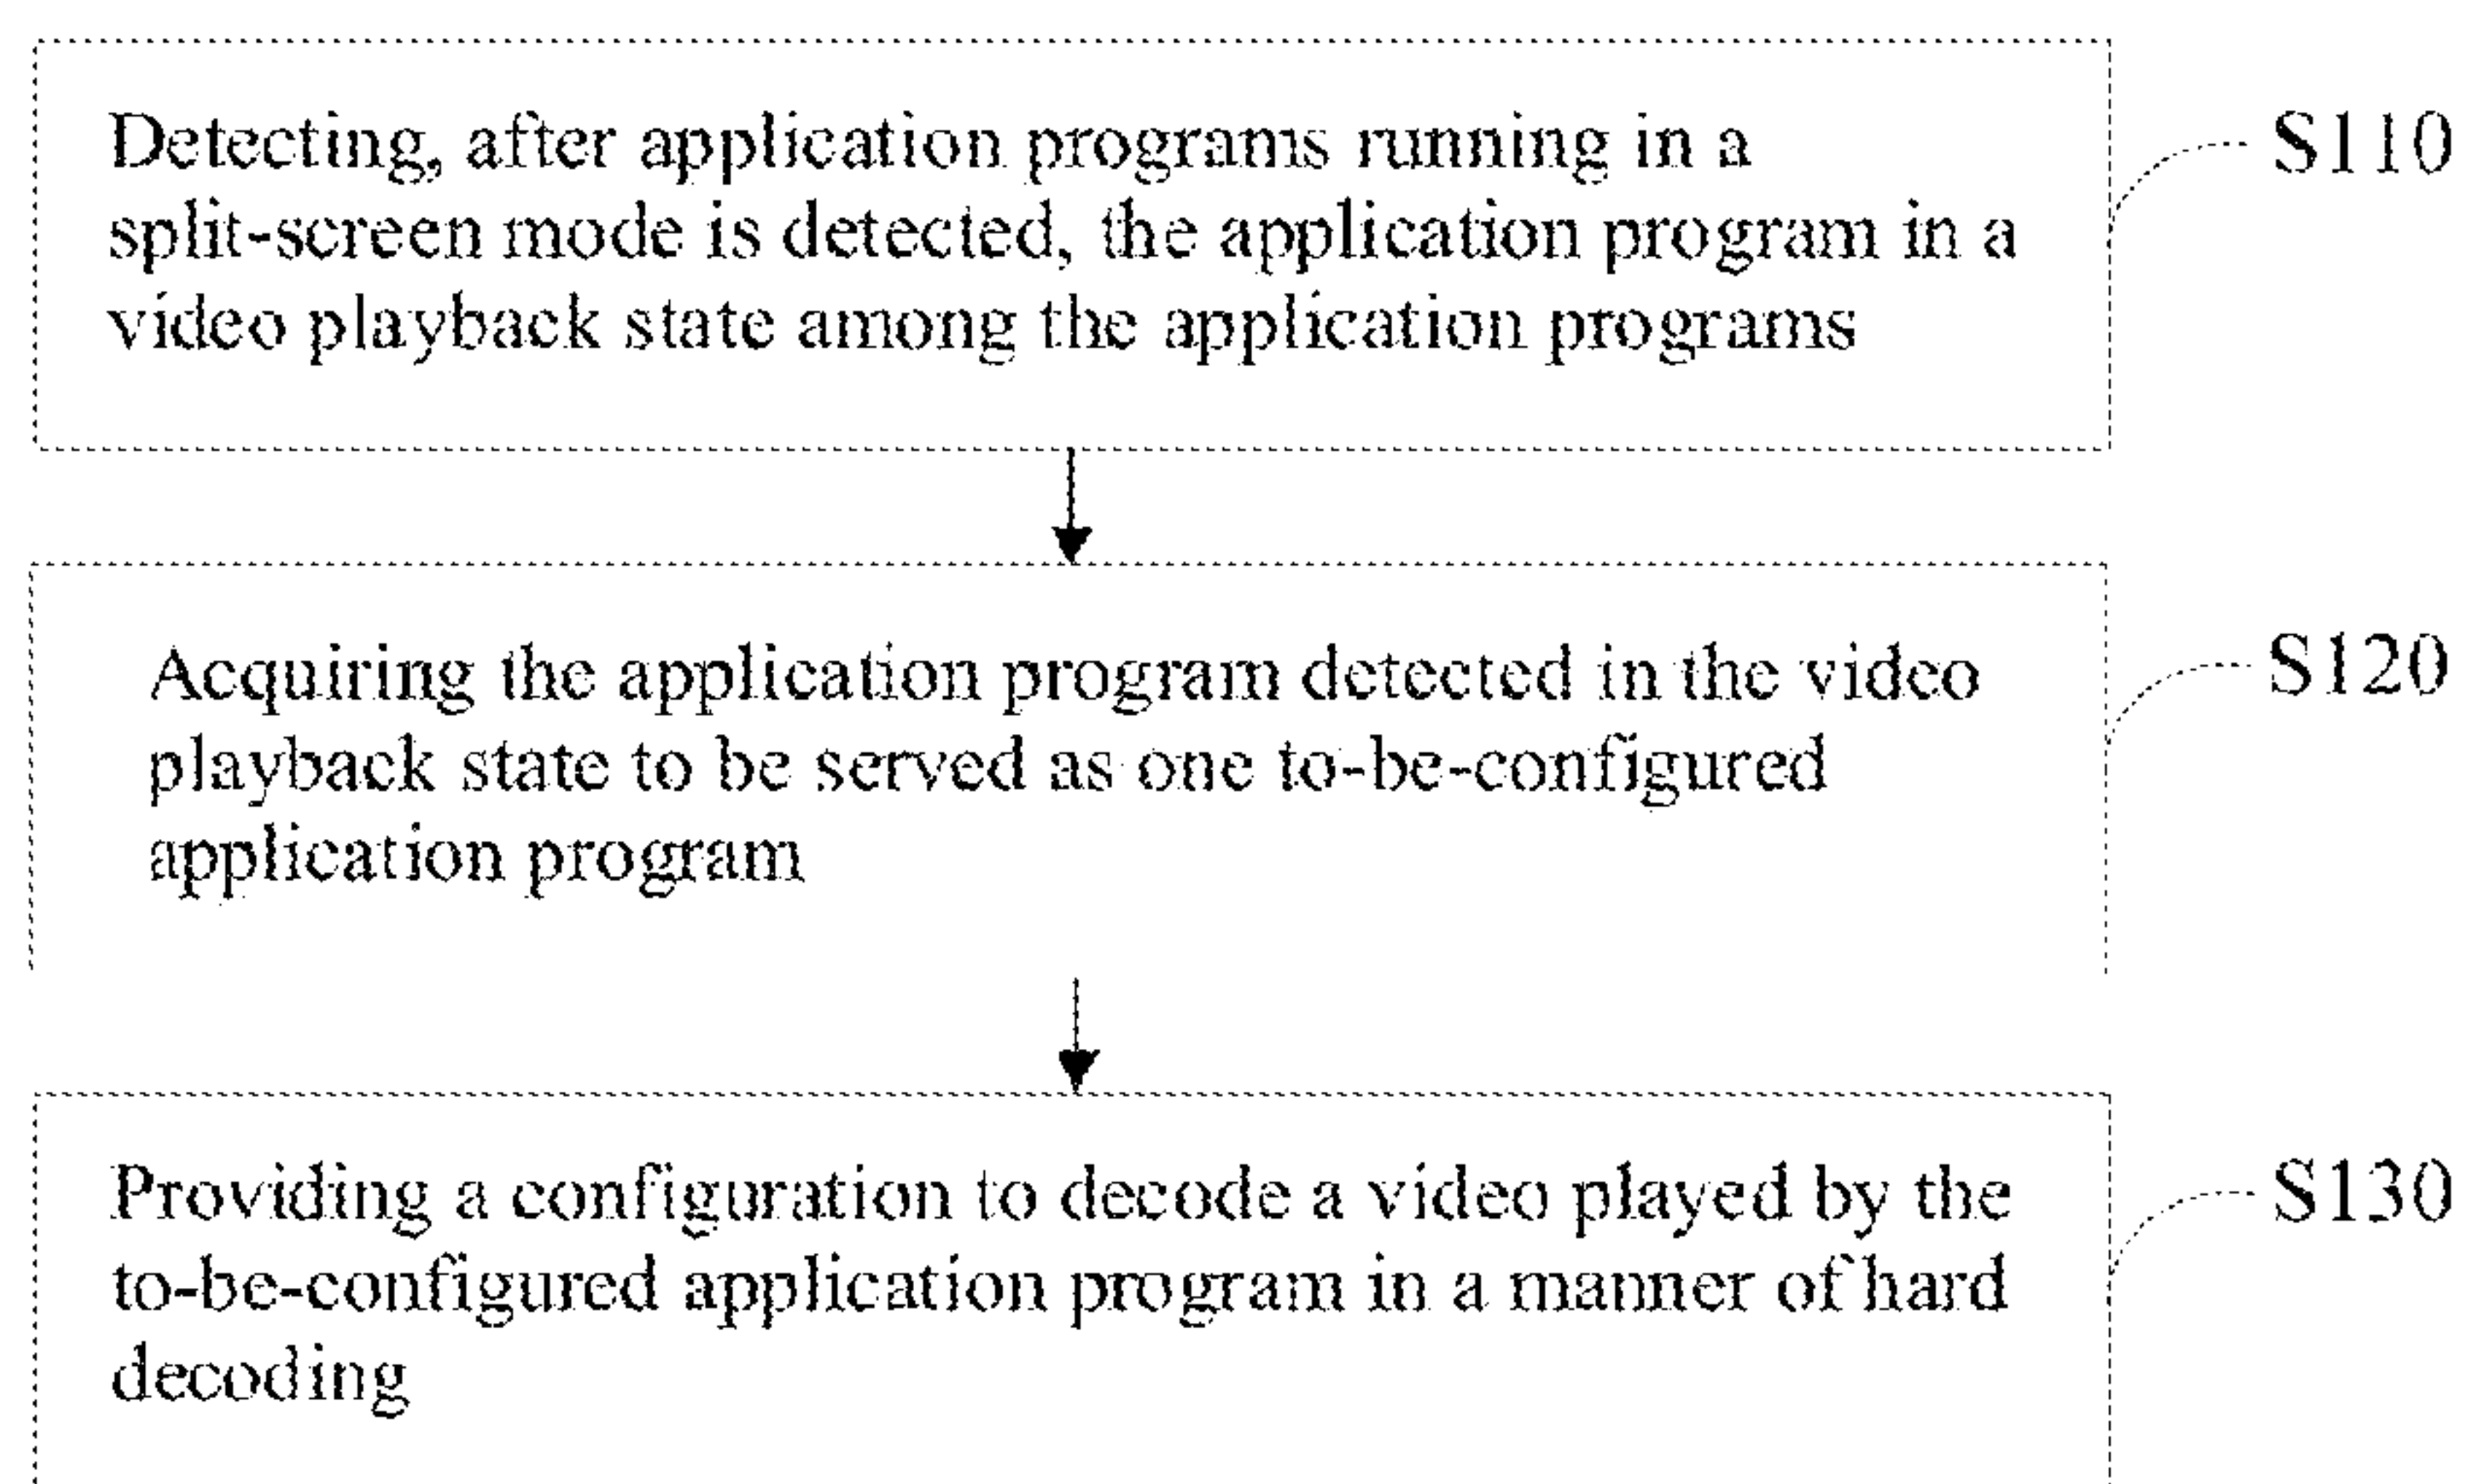 Detecting, after application programs running in a
split-screen mode is detected, the application program in a
video playback state among the application programs
S110
Acquiring the application program detected in the video
playback state to be served as one to-be-configured
application program
S120
Providing a configuration to decode a video played by the
to-be-configured application program in a manner of hard
decoding
S130